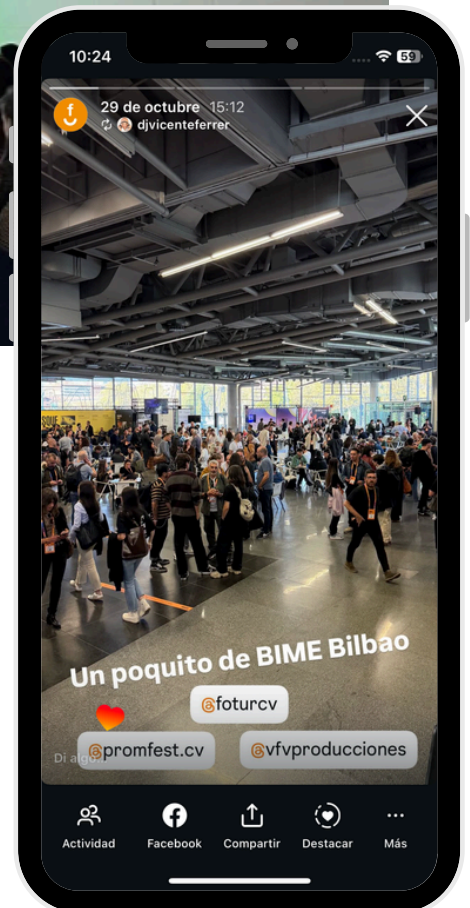 10:24
59
29 de octubre 15:12
djvicenteferrer
Un poquito de BIME Bilbao
@foturcv
@promfest.cv
@vfvproducciones
Di algo
Actividad
Facebook
Compartir
Destacar
Más